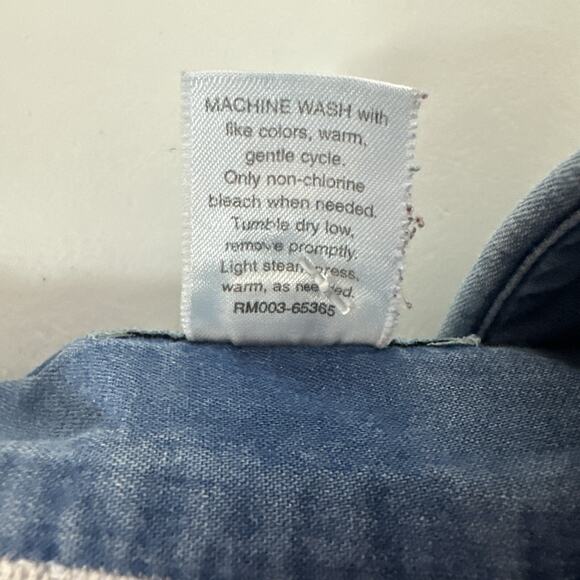 MACHINE WASH with
like colors, warm,
gentle cycle.
Only non-chlorine
bleach when needed.
Tumble dry low,
remove promptly.
Light steam press,
warm, as needed.
RM003-65365